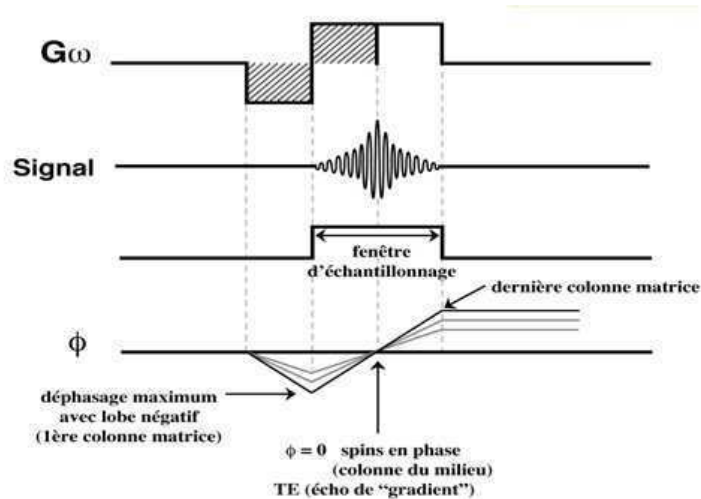 Gω
Signal
fenêtre
d'échantillonnage
dernière colonne matrice
ϕ
déphasage maximum
avec lobe négatif
(1ère colonne matrice)
ϕ = 0 spins en phase
(colonne du milieu)
TE (écho de "gradient")